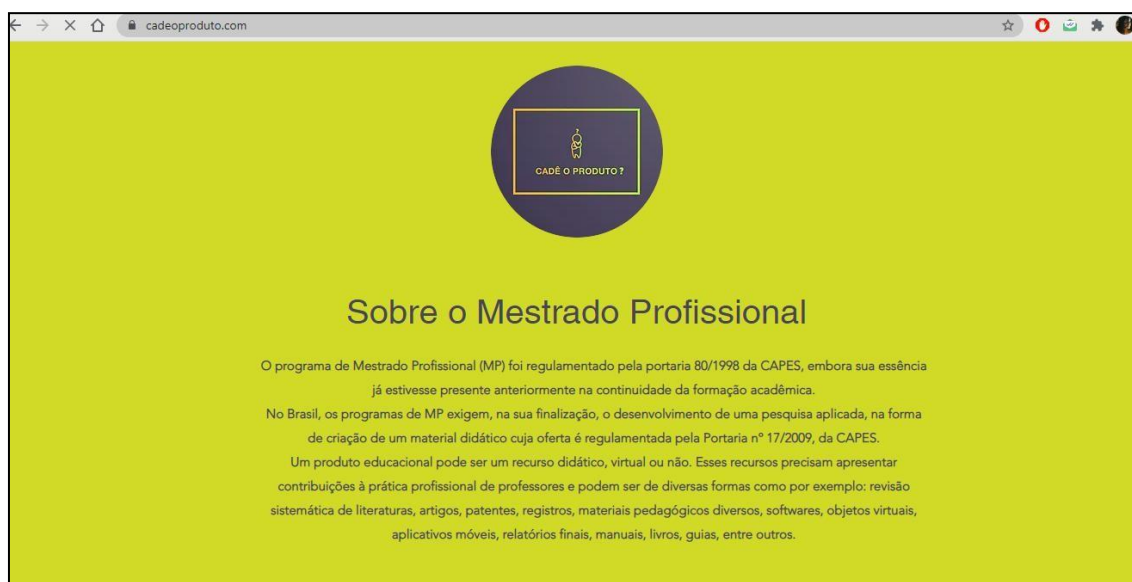 cadeoproduto.com
CADÊ O PRODUTO ?
Sobre o Mestrado Profissional
O programa de Mestrado Profissional (MP) foi regulamentado pela portaria 80/1998 da CAPES, embora sua essência
já estivesse presente anteriormente na continuidade da formação acadêmica.
No Brasil, os programas de MP exigem, na sua finalização, o desenvolvimento de uma pesquisa aplicada, na forma
de criação de um material didático cuja oferta é regulamentada pela Portaria nº 17/2009, da CAPES.
Um produto educacional pode ser um recurso didático, virtual ou não. Esses recursos precisam apresentar
contribuições à prática profissional de professores e podem ser de diversas formas como por exemplo: revisão
sistemática de literaturas, artigos, patentes, registros, materiais pedagógicos diversos, softwares, objetos virtuais,
aplicativos móveis, relatórios finais, manuais, livros, guias, entre outros.